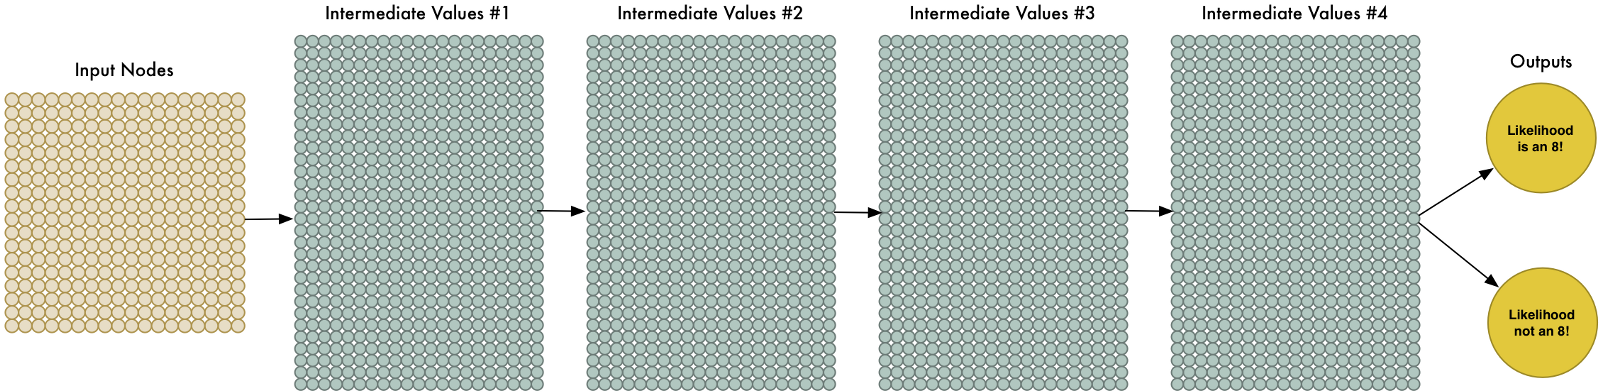 Intermediate Values #1
Intermediate Values #2
Intermediate Values #3
Intermediate Values #4
Input Nodes
Outputs
Likelihood
is an 8!
Likelihood
not an 8!